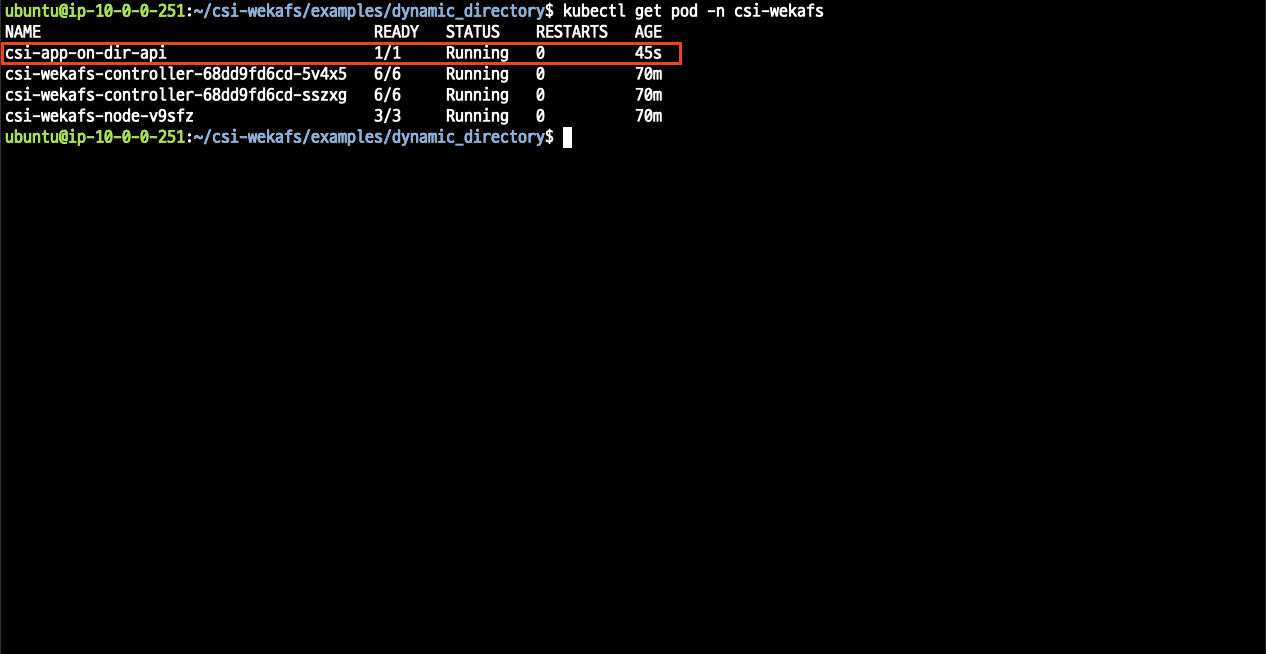 ubuntu@ip-10-0-0-251:~/csi-wekafs/examples/dynamic_directory$ kubectl get pod -n csi-wekafs
NAME READY STATUS RESTARTS AGE
csi-app-on-dir-api 1/1 Running 0 45s
csi-wekafs-controller-68dd9fd6cd-5v4x5 6/6 Running 0 70m
csi-wekafs-controller-68dd9fd6cd-sszxg 6/6 Running 0 70m
csi-wekafs-node-v9sfz 3/3 Running 0 70m
ubuntu@ip-10-0-0-251:~/csi-wekafs/examples/dynamic_directory$